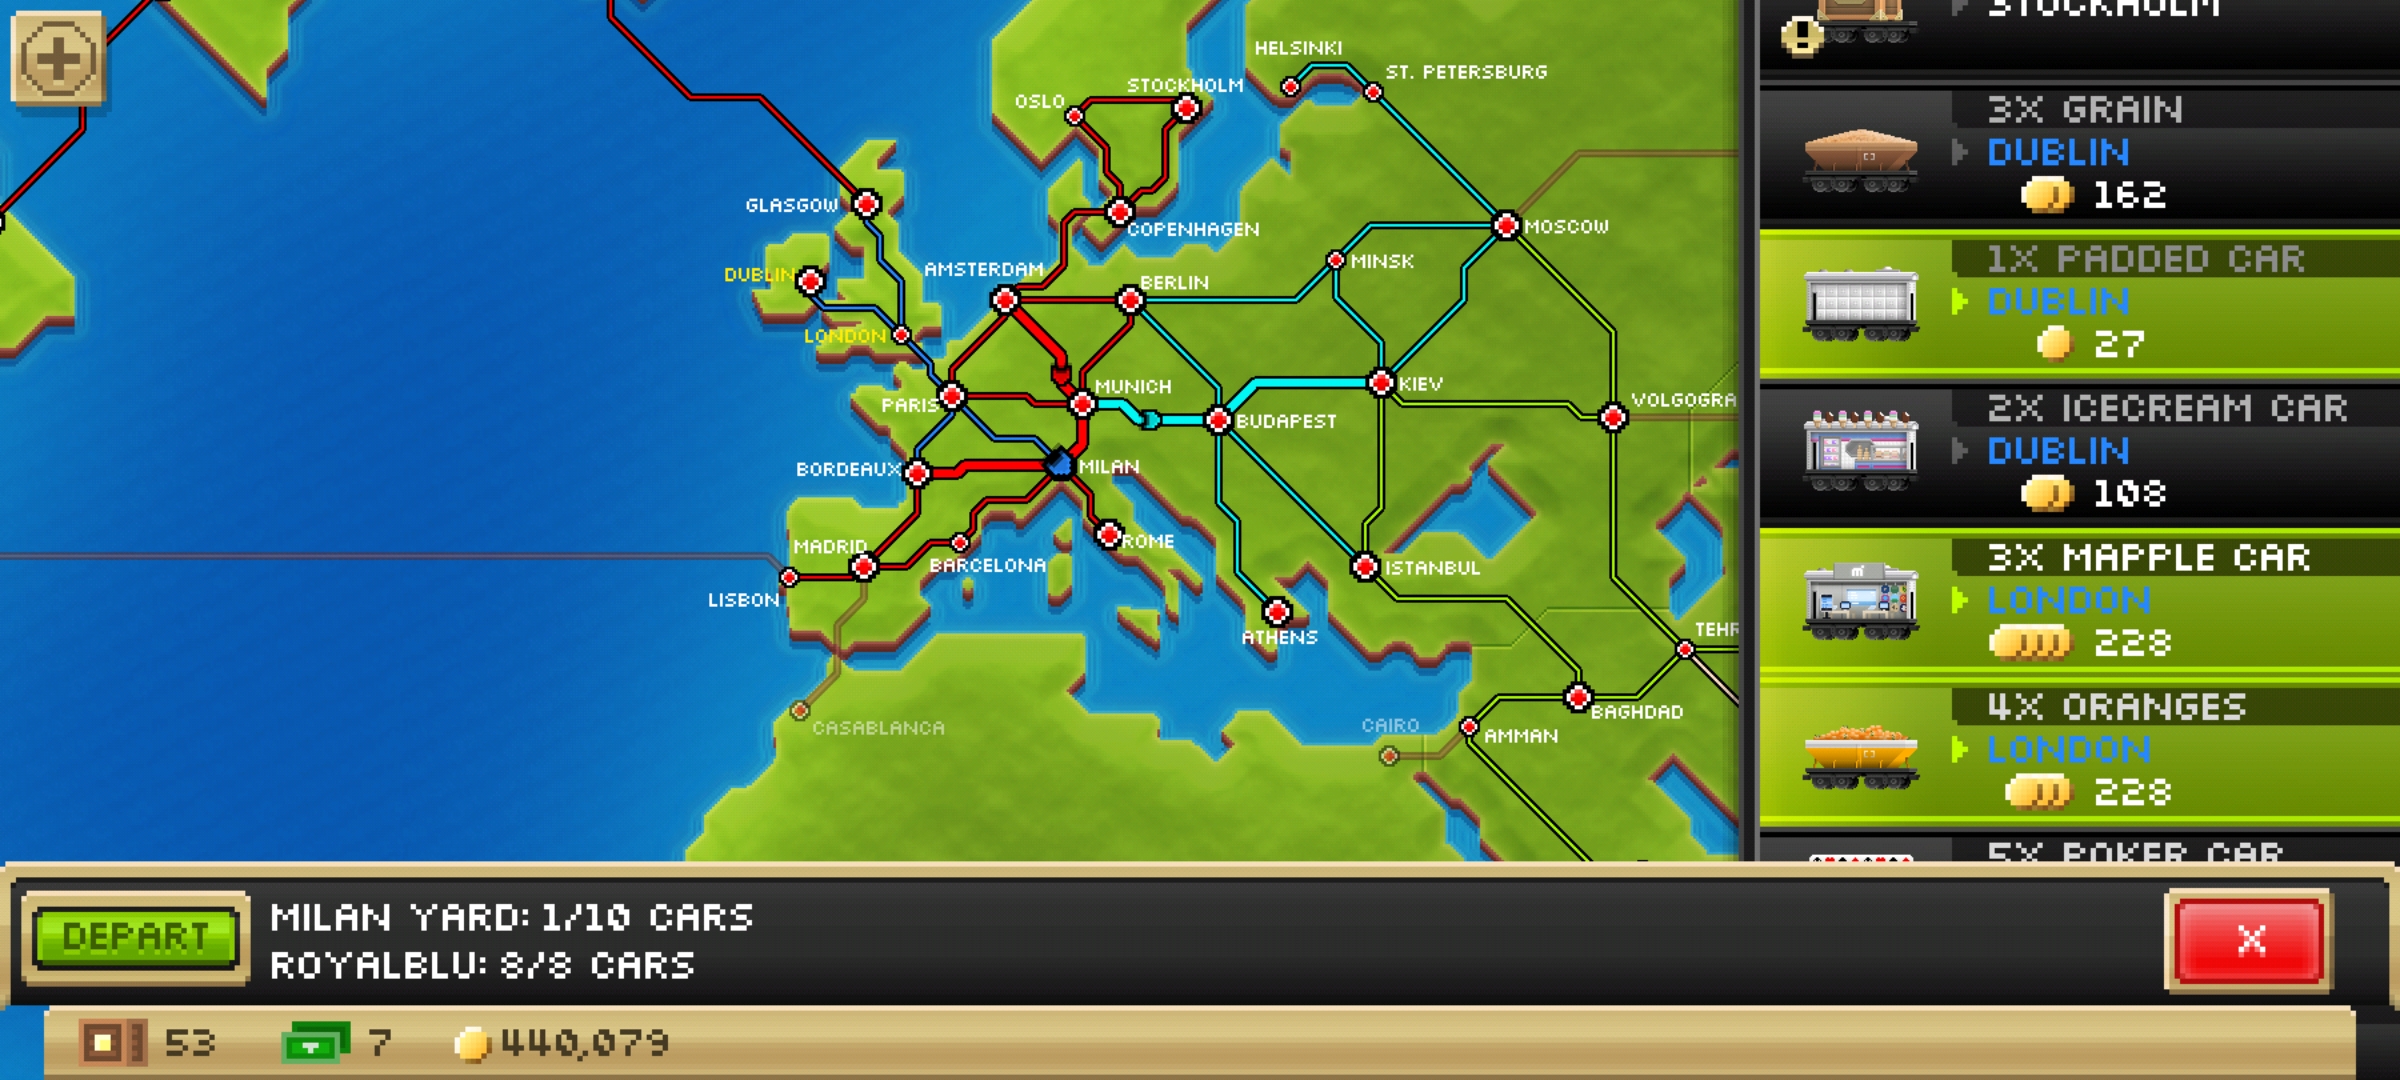 HELSINKI
ST. PETERSBURG
STOCKHOLM
OSLO
GLASGOW
COPENHAGEN
MOSCOW
DUBLIN
AMSTERDAM
BERLIN
MINSK
LONDON
MUNICH
KIEV
PARIS
VOLGOGRA
BUDAPEST
BORDEAUX
MILAN
MADRID
ROME
BARCELONA
ISTANBUL
LISBON
ATHENS
TEHR
CASABLANCA
CAIRO
BAGHDAD
AMMAN
STOCKHOLM
3X GRAIN
DUBLIN
162
1X PADDED CAR
DUBLIN
27
2X ICECREAM CAR
DUBLIN
108
3X MAPPLE CAR
LONDON
228
4X ORANGES
LONDON
228
5X POKER CAR
DEPART
MILAN YARD: 1/10 CARS
ROYALBLU: 8/8 CARS
X
53
7
440,079